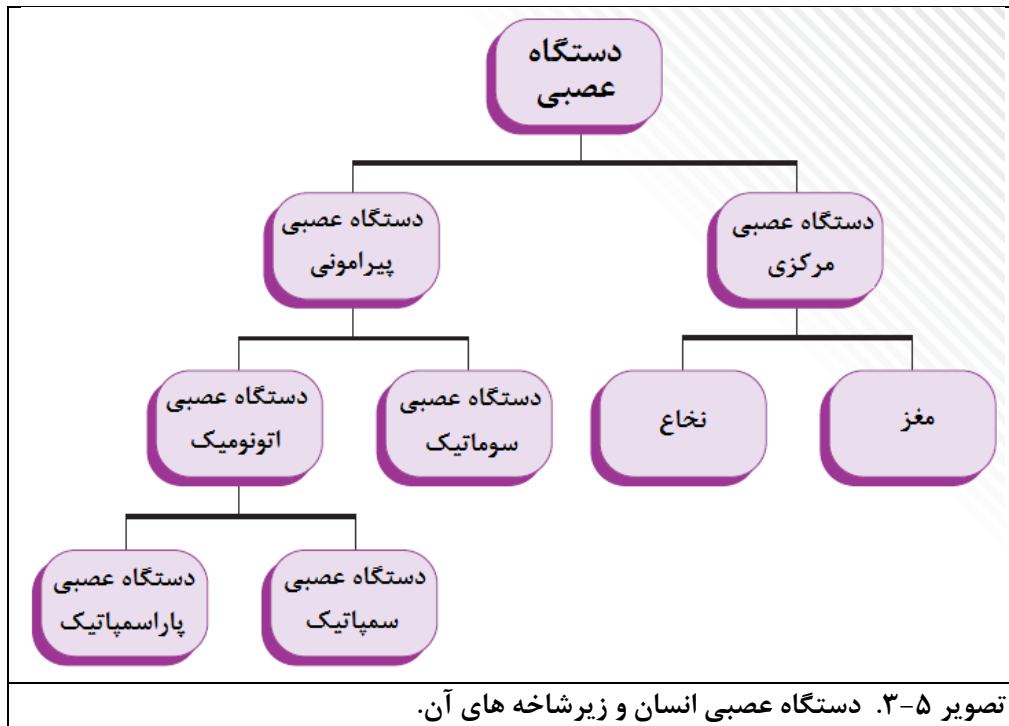 دستگاه
عصبی
دستگاه عصبی
مرکزی
دستگاه عصبی
پیرامونی
مغز
نخاع
دستگاه عصبی
سوماتیک
دستگاه عصبی
اتونومیک
دستگاه عصبی
سمپاتیک
دستگاه عصبی
پاراسمپاتیک
تصویر ۵-۳. دستگاه عصبی انسان و زیرشاخه های آن.